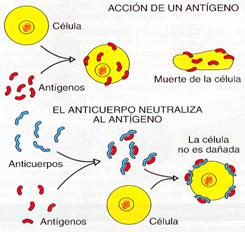 ACCIÓN DE UN ANTÍGENO
Célula
Antígenos
Muerte de la célula
EL ANTICUERPO NEUTRALIZA
AL ANTÍGENO
Anticuerpos
La célula
no es dañada
Antígenos
Célula